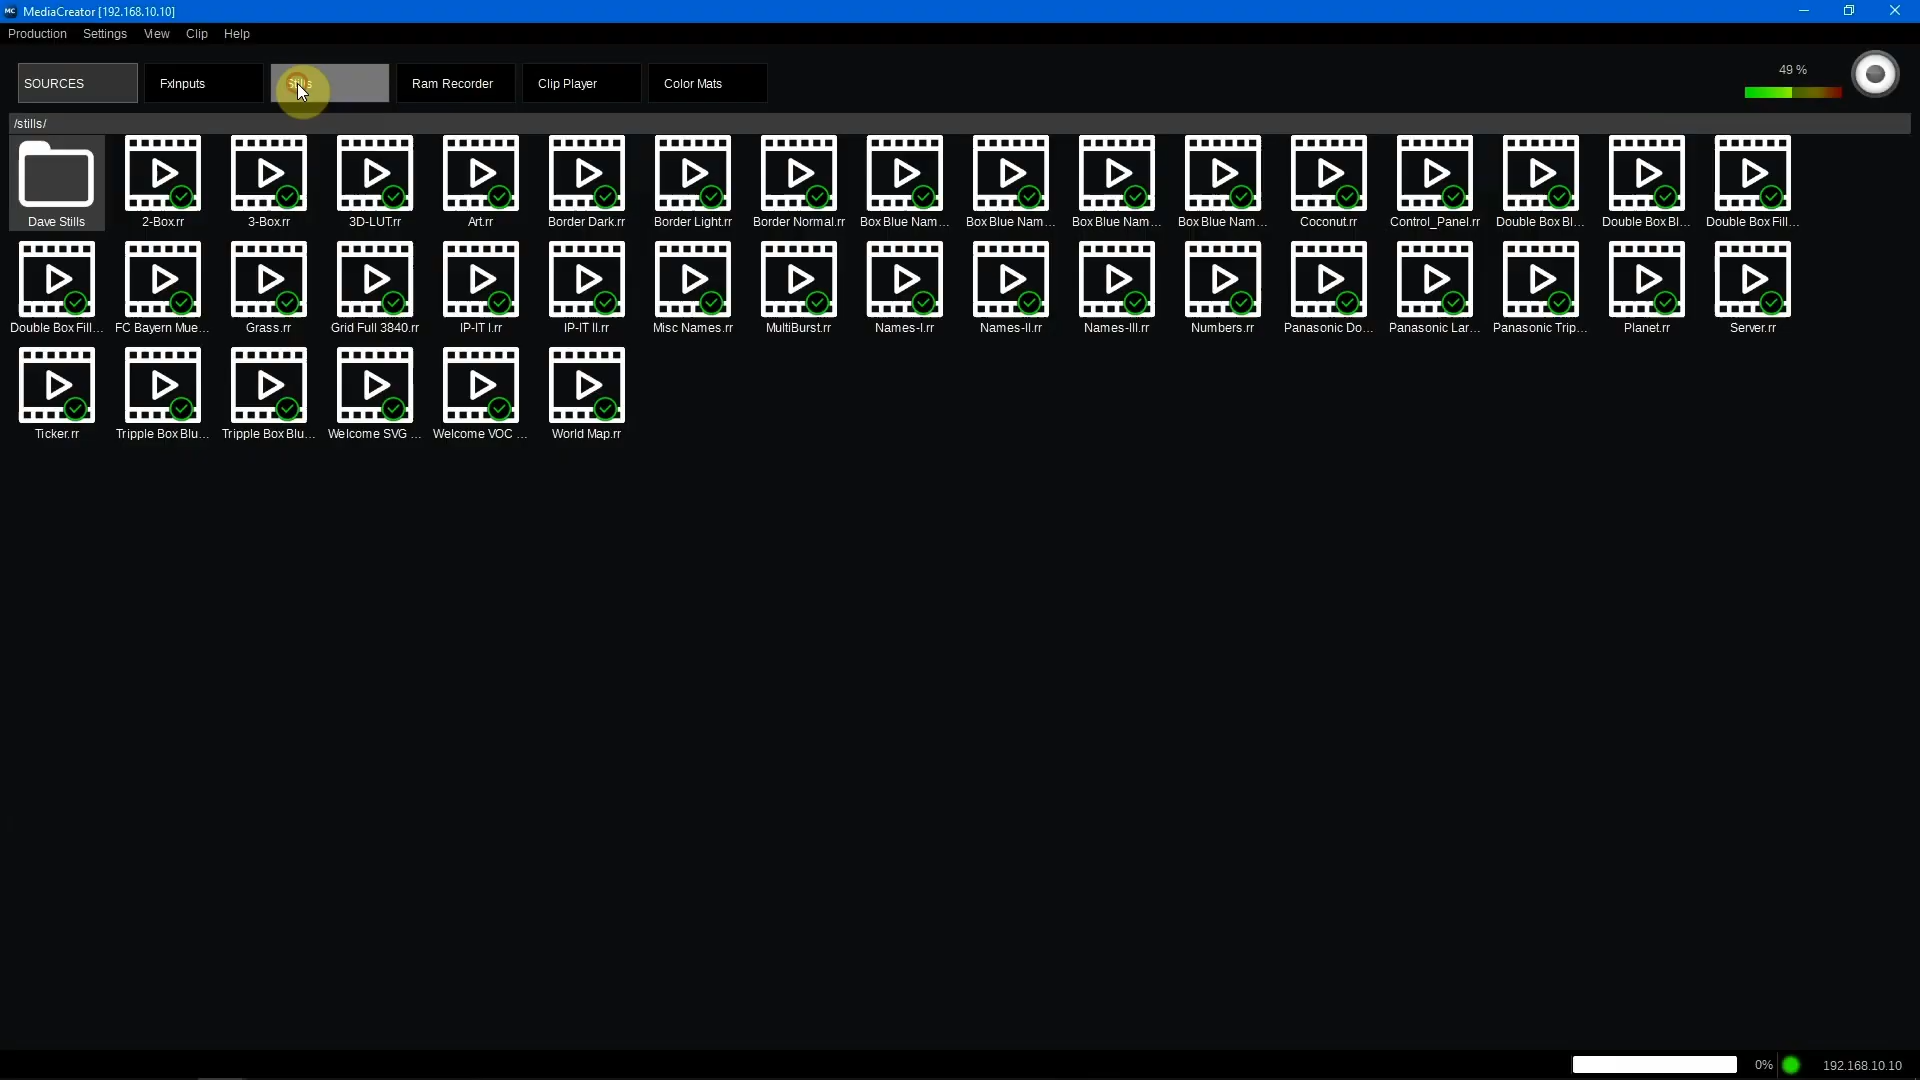 MC MediaCreator [192.168.10.10]
Production Settings View Clip Help
SOURCES FxInputs Stills Ram Recorder Clip Player Color Mats
49 %
/stills/
Dave Stills 2-Box.rr 3-Box.rr 3D-LUT.rr Art.rr Border Dark.rr Border Light.rr Border Normal.rr Box Blue Nam... Box Blue Nam... Box Blue Nam... Box Blue Nam... Coconut.rr Control_Panel.rr Double Box Bl... Double Box Bl... Double Box Fill...
Double Box Fill... FC Bayern Mue... Grass.rr Grid Full 3840.rr IP-IT I.rr IP-IT II.rr Misc Names.rr MultiBurst.rr Names-I.rr Names-II.rr Names-III.rr Numbers.rr Panasonic Do... Panasonic Lar... Panasonic Trip... Planet.rr Server.rr
Ticker.rr Tripple Box Blu... Tripple Box Blu... Welcome SVG ... Welcome VOC ... World Map.rr
0% 192.168.10.10